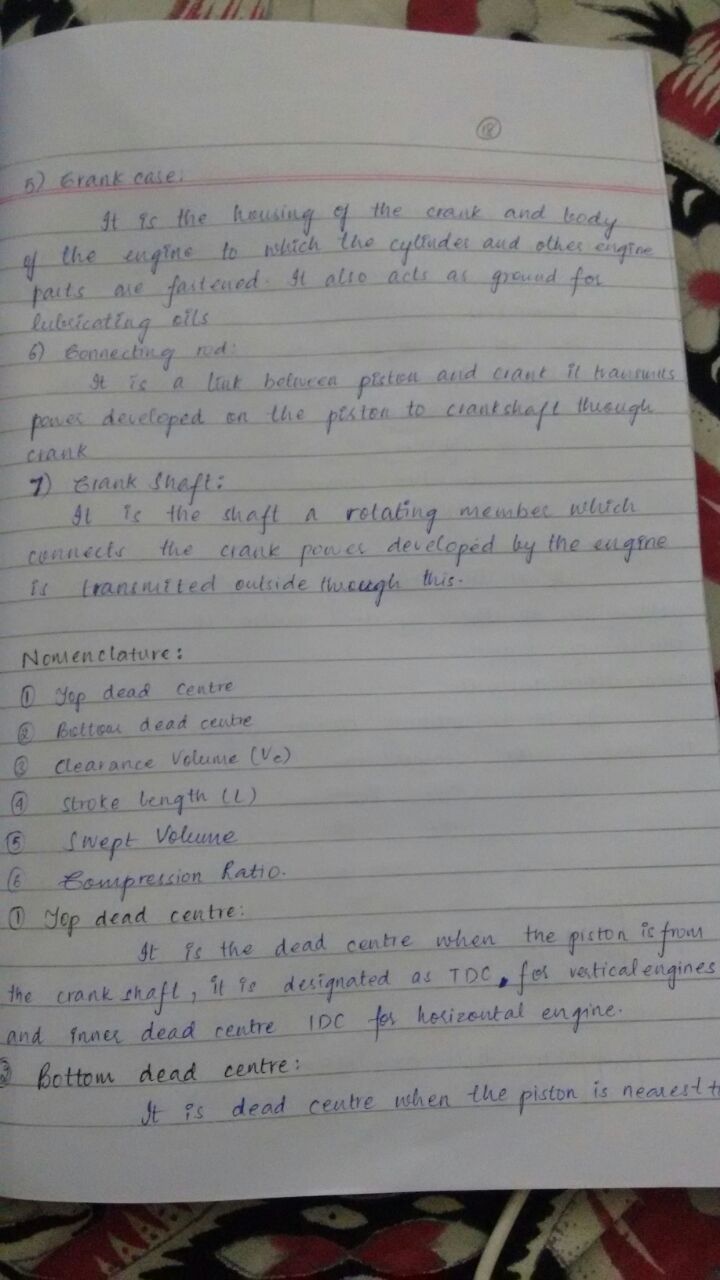 18
5) Crank case:
It is the housing of the crank and body
of the engine to which the cylinder and other engine
parts are fastened. It also acts as ground for
lubricating oils
6) Connecting rod:
It is a link between piston and crank it transmits
power developed on the piston to crankshaft through
crank
7) Crank shaft:
It is the shaft a rotating member which
connects the crank power developed by the engine
is transmitted outside through this.
Nomenclature:
① Top dead centre
② Bottom dead centre
③ Clearance Volume (Vc)
④ Stroke length (L)
⑤ Swept Volume
⑥ Compression Ratio.
① Top dead centre:
It is the dead centre when the piston is from
the crank shaft, it is designated as TDC, for vertical engines
and inner dead centre IDC for horizontal engine.
② Bottom dead centre:
It is dead centre when the piston is nearest t